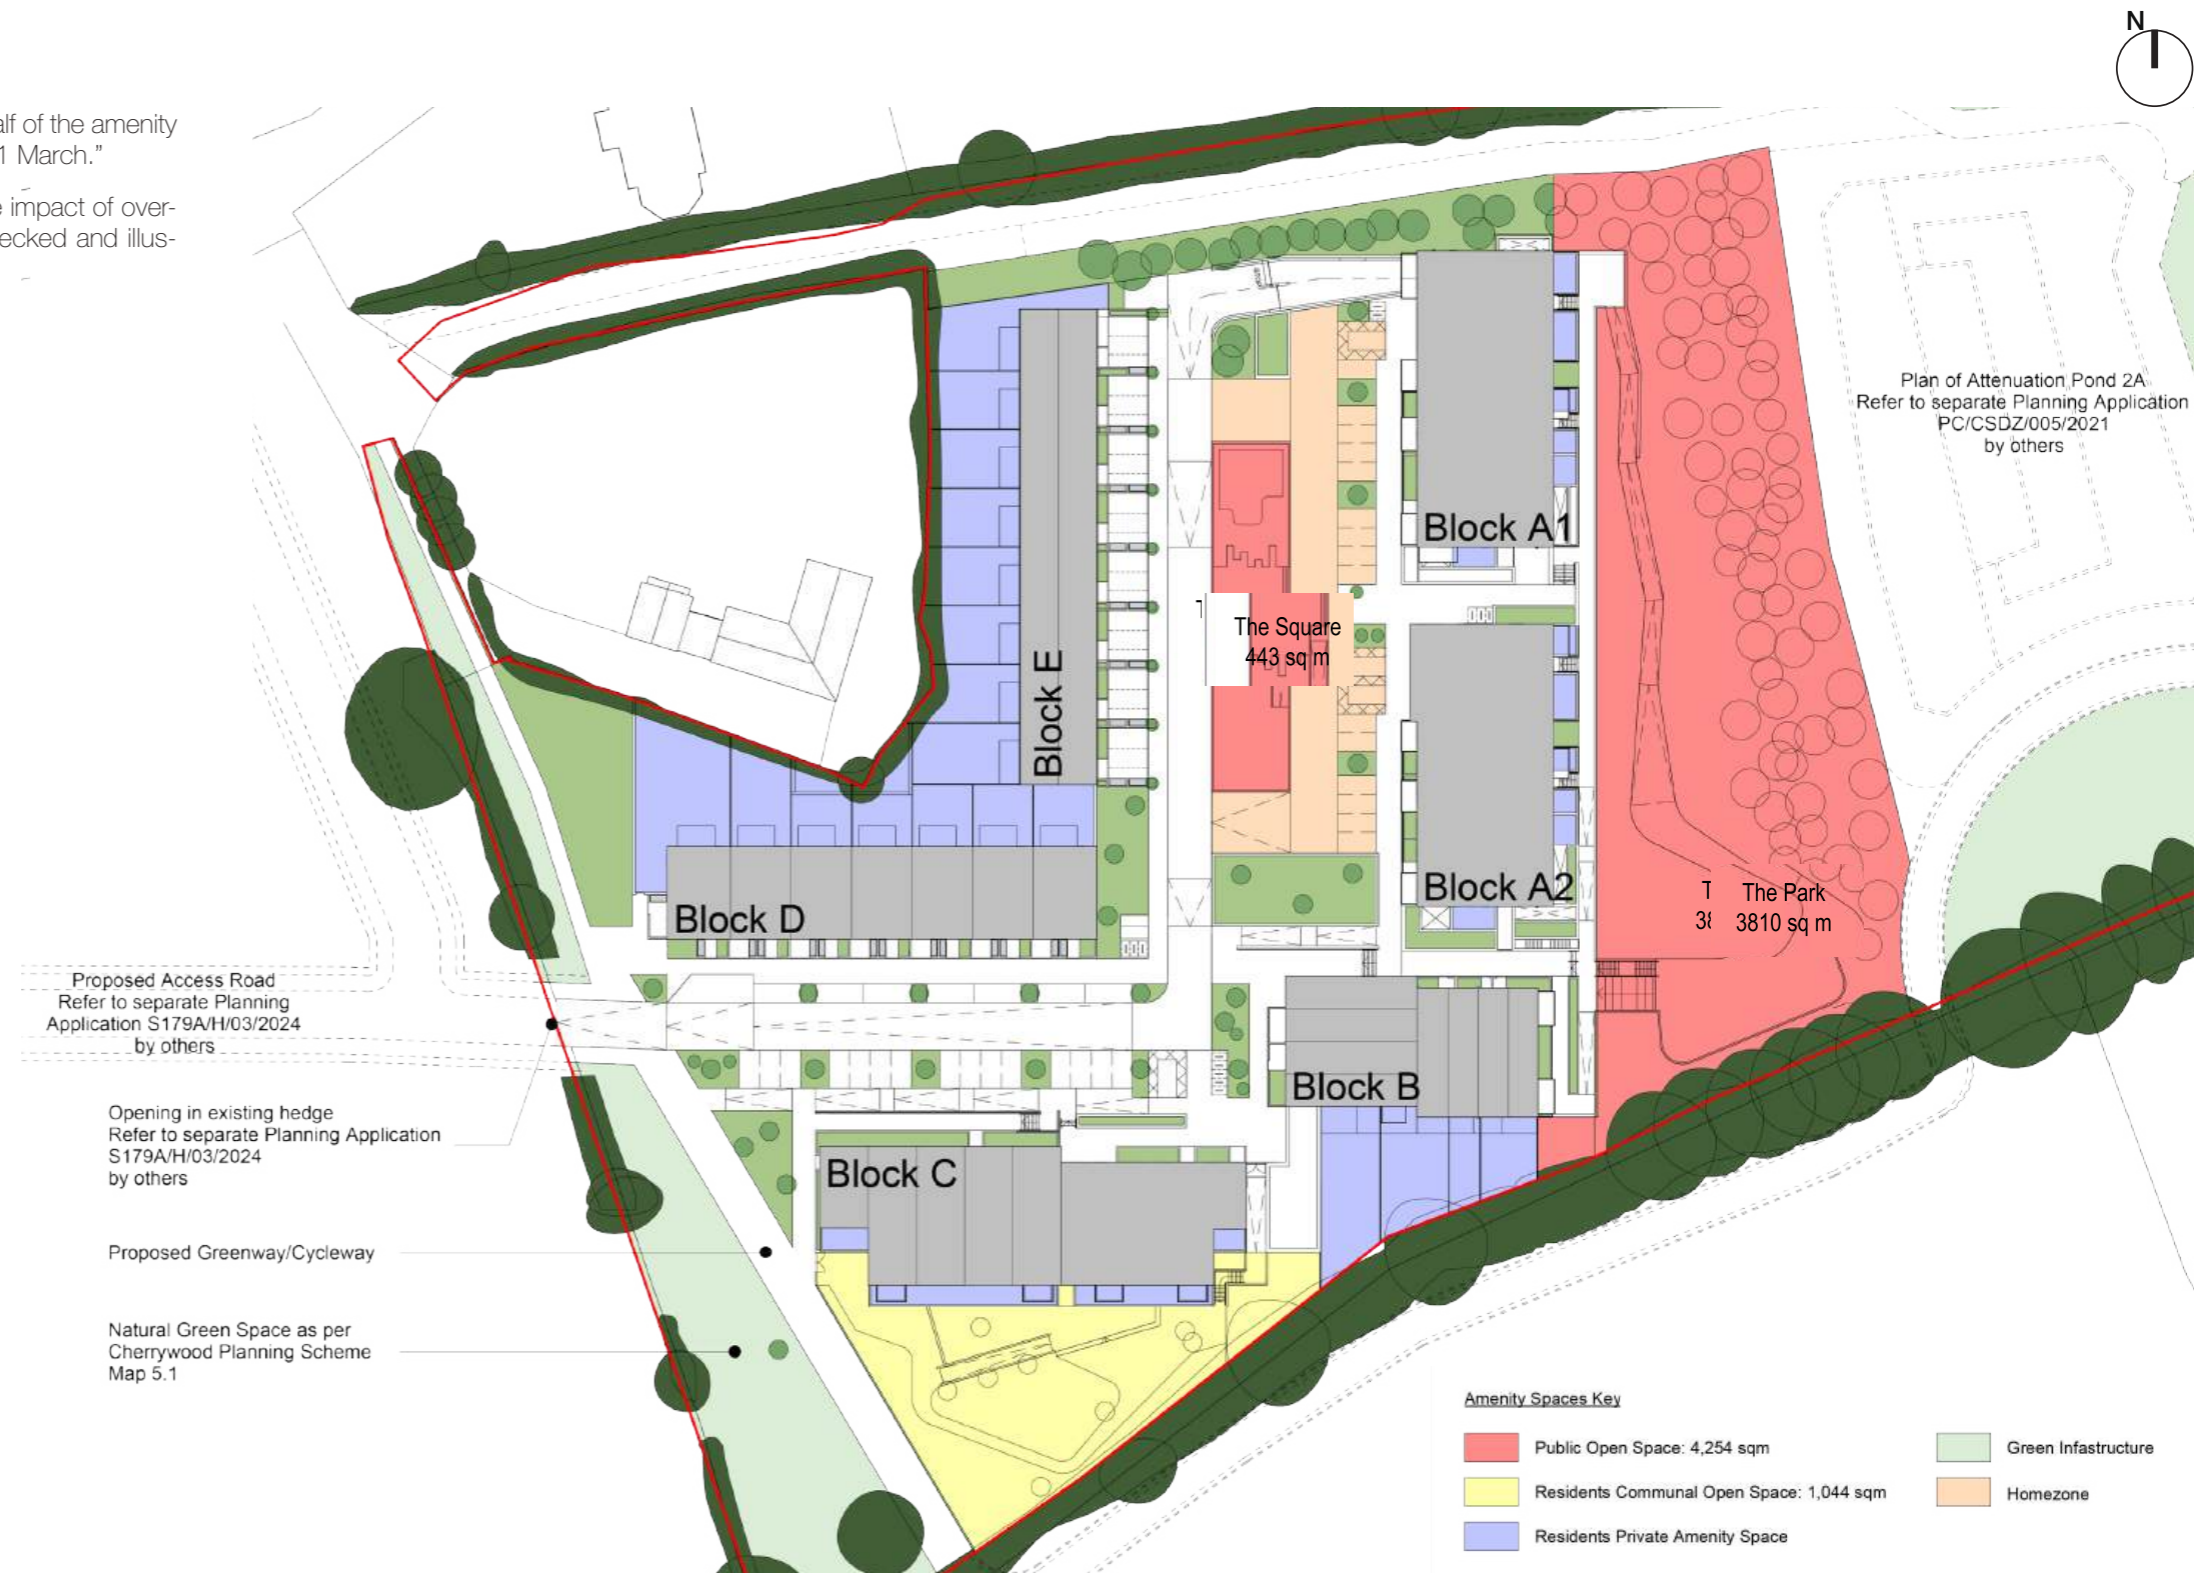 N
alf of the amenity
1 March.”
e impact of over-
ecked and illus-
Plan of Attenuation Pond 2A
Refer to separate Planning Application
PC/CSDZ/005/2021
by others
Block A1
The Square
443 sq m
Block E
Block A2
T
38
The Park
3810 sq m
Block D
Proposed Access Road
Refer to separate Planning
Application S179A/H/03/2024
by others
Block B
Opening in existing hedge
Refer to separate Planning Application
S179A/H/03/2024
by others
Block C
Proposed Greenway/Cycleway
Natural Green Space as per
Cherrywood Planning Scheme
Map 5.1
Amenity Spaces Key
Public Open Space: 4,254 sqm
Residents Communal Open Space: 1,044 sqm
Residents Private Amenity Space
Green Infastructure
Homezone